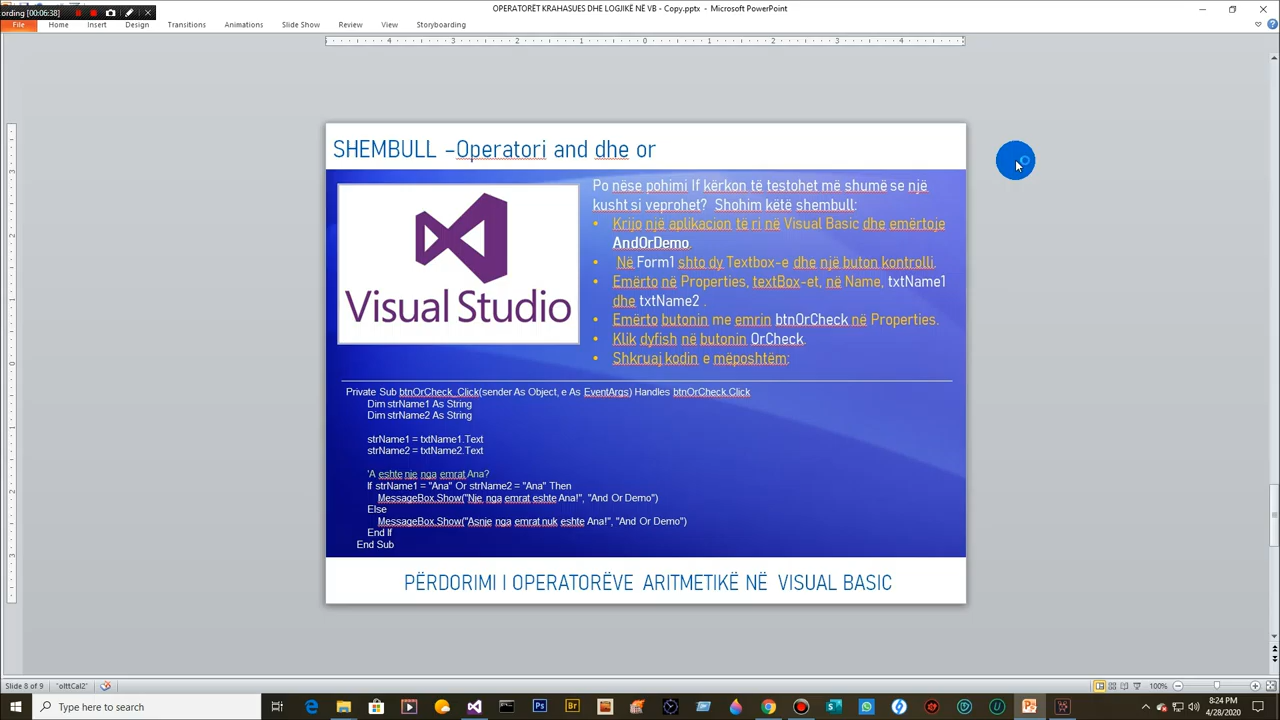 ording [00:06:38]
OPERATORËT KRAHASUES DHE LOGJIKË NË VB - Copy.pptx - Microsoft PowerPoint
File Home Insert Design Transitions Animations Slide Show Review View Storyboarding
SHEMBULL –Operatori and dhe or
Visual Studio
Po nëse pohimi If kërkon të testohet më shumë se një
kusht si veprohet? Shohim këtë shembull:
• Krijo një aplikacion të ri në Visual Basic dhe emërtoje
AndOrDemo.
• Në Form1 shto dy Textbox-e dhe një buton kontrolli.
• Emërto në Properties, textBox-et, në Name, txtName1
dhe txtName2 .
• Emërto butonin me emrin btnOrCheck në Properties.
• Klik dyfish në butonin OrCheck.
• Shkruaj kodin e mëposhtëm:
Private Sub btnOrCheck_Click(sender As Object, e As EventArgs) Handles btnOrCheck.Click
Dim strName1 As String
Dim strName2 As String
strName1 = txtName1.Text
strName2 = txtName2.Text
'A eshte nje nga emrat Ana?
If strName1 = "Ana" Or strName2 = "Ana" Then
MessageBox.Show("Nje nga emrat eshte Ana!", "And Or Demo")
Else
MessageBox.Show("Asnje nga emrat nuk eshte Ana!", "And Or Demo")
End If
End Sub
PËRDORIMI I OPERATORËVE ARITMETIKË NË VISUAL BASIC
Slide 8 of 9 "olttCal2" 100%
Type here to search
8:24 PM
4/28/2020